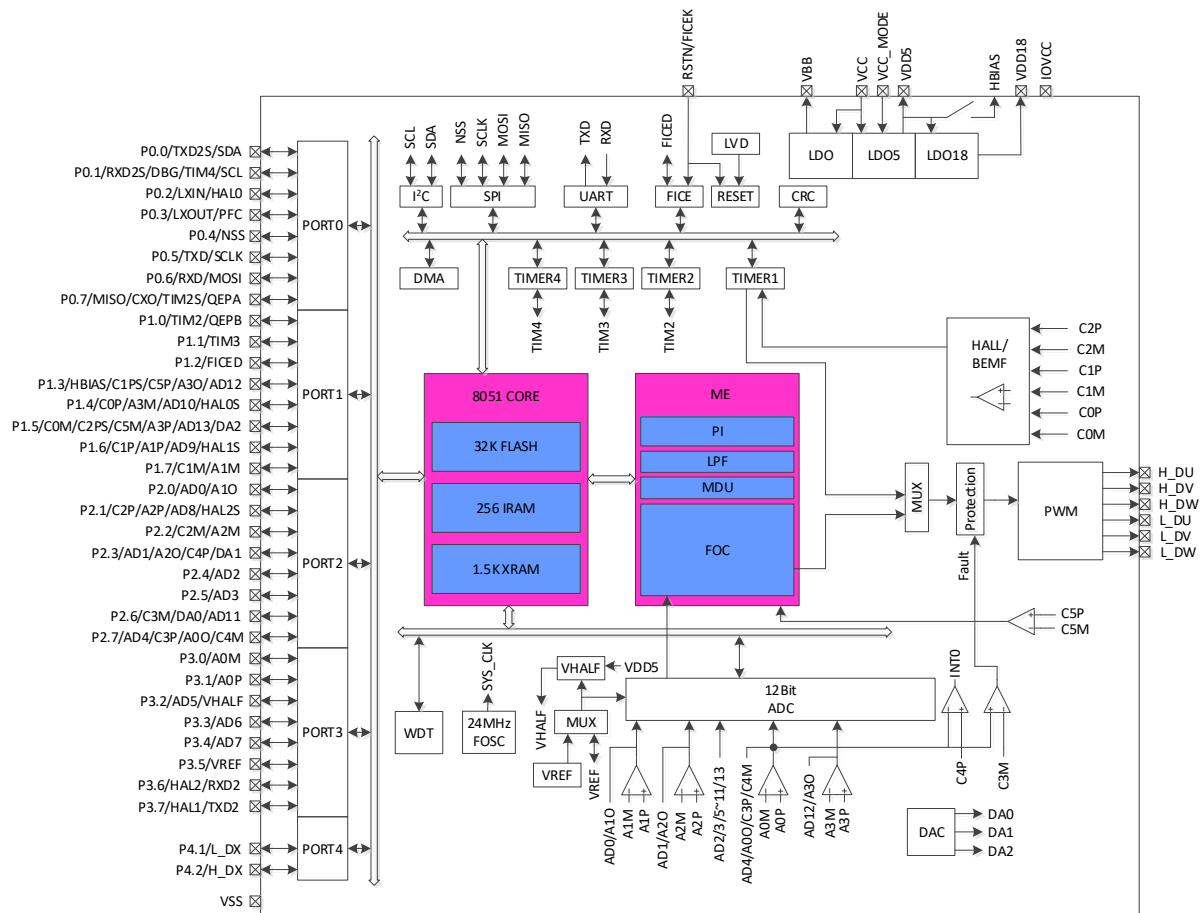 RSTN/FICEK
VBB
VCC
VCC_MODE
VDD5
HBIAS
VDD18
IOVCC
LDO
LDO5
LDO18
P0.0/TXD2S/SDA
P0.1/RXD2S/DBG/TIM4/SCL
P0.2/LXIN/HAL0
P0.3/LXOUT/PFC
P0.4/NSS
P0.5/TXD/SCLK
P0.6/RXD/MOSI
P0.7/MISO/CXO/TIM2S/QEPA
P1.0/TIM2/QEPB
P1.1/TIM3
P1.2/FICED
P1.3/HBIAS/C1PS/C5P/A3O/AD12
P1.4/C0P/A3M/AD10/HAL0S
P1.5/C0M/C2PS/C5M/A3P/AD13/DA2
P1.6/C1P/A1P/AD9/HAL1S
P1.7/C1M/A1M
P2.0/AD0/A1O
P2.1/C2P/A2P/AD8/HAL2S
P2.2/C2M/A2M
P2.3/AD1/A2O/C4P/DA1
P2.4/AD2
P2.5/AD3
P2.6/C3M/DA0/AD11
P2.7/AD4/C3P/A0O/C4M
P3.0/A0M
P3.1/A0P
P3.2/AD5/VHALF
P3.3/AD6
P3.4/AD7
P3.5/VREF
P3.6/HAL2/RXD2
P3.7/HAL1/TXD2
P4.1/L_DX
P4.2/H_DX
VSS
PORT0
PORT1
PORT2
PORT3
PORT4
SCL
SDA
NSS
SCLK
MOSI
MISO
TXD
RXD
FICED
LVD
I²C
SPI
UART
FICE
RESET
CRC
DMA
TIMER4
TIMER3
TIMER2
TIMER1
TIM4
TIM3
TIM2
8051 CORE
32K FLASH
256 IRAM
1.5K XRAM
ME
PI
LPF
MDU
FOC
HALL/
BEMF
C2P
C2M
C1P
C1M
C0P
C0M
MUX
Protection
Fault
PWM
H_DU
H_DV
H_DW
L_DU
L_DV
L_DW
C5P
C5M
WDT
SYS_CLK
24MHz
FOSC
VHALF
VDD5
VHALF
MUX
VREF
VREF
12Bit
ADC
INT0
C4P
C3M
AD0/A1O
A1M
A1P
AD1/A2O
A2M
A2P
AD2/3/5~11/13
AD4/A0O/C3P/C4M
A0M
A0P
AD12/A3O
A3M
A3P
DAC
DA0
DA1
DA2